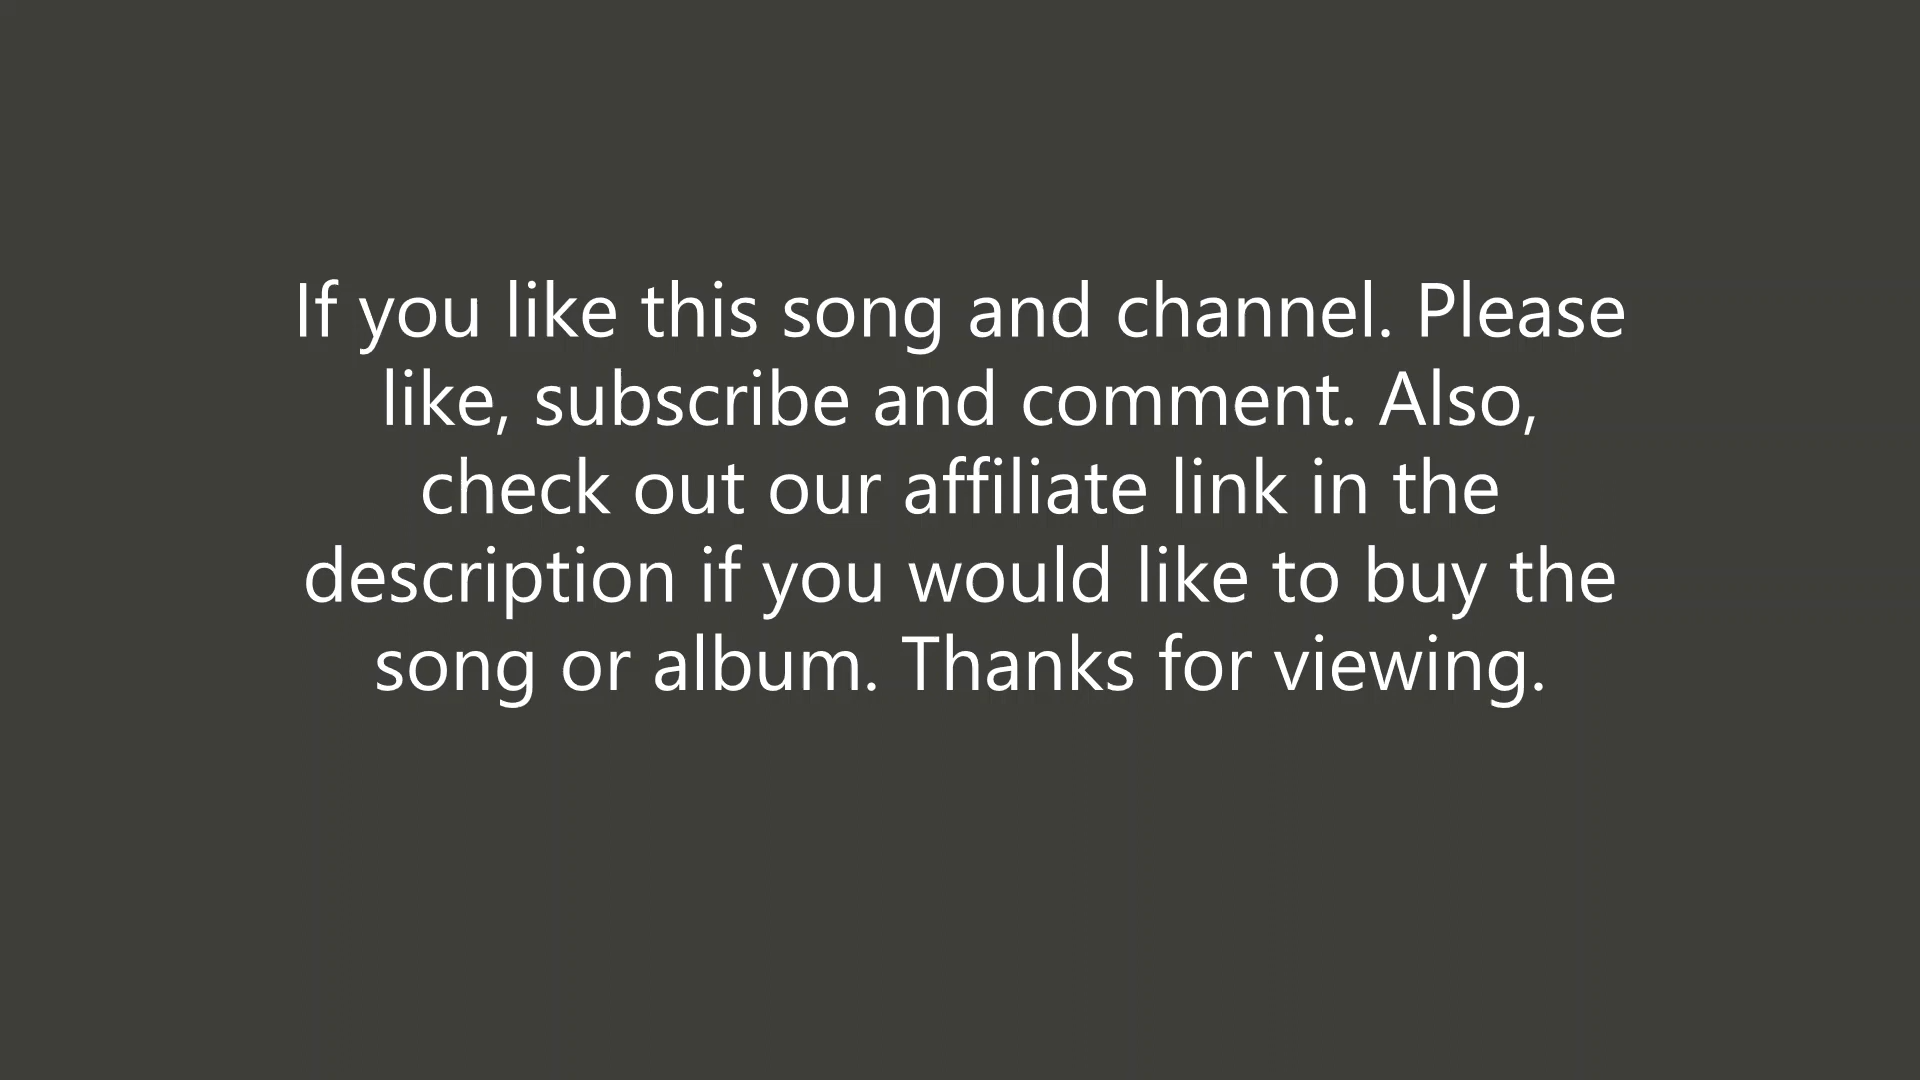 If you like this song and channel. Please
like, subscribe and comment. Also,
check out our affiliate link in the
description if you would like to buy the
song or album. Thanks for viewing.